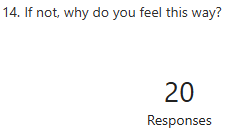 14. If not, why do you feel this way?
20
Responses